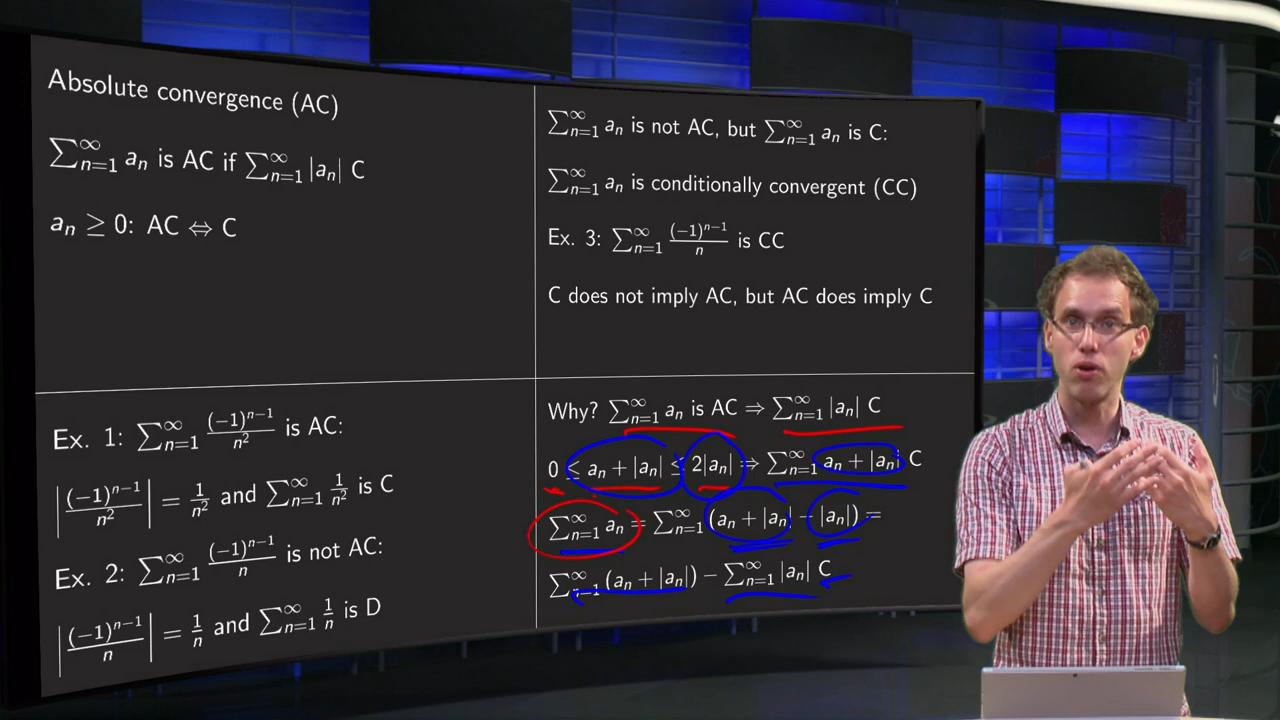 Absolute convergence (AC)
∑_{n=1}^{∞} a_n is AC if ∑_{n=1}^{∞} |a_n| C
a_n ≥ 0: AC ⇔ C
∑_{n=1}^{∞} a_n is not AC, but ∑_{n=1}^{∞} a_n is C:
∑_{n=1}^{∞} a_n is conditionally convergent (CC)
Ex. 3: ∑_{n=1}^{∞} (-1)^{n-1}/n is CC
C does not imply AC, but AC does imply C
Ex. 1: ∑_{n=1}^{∞} (-1)^{n-1}/n^2 is AC:
|(-1)^{n-1}/n^2| = 1/n^2 and ∑_{n=1}^{∞} 1/n^2 is C
Ex. 2: ∑_{n=1}^{∞} (-1)^{n-1}/n is not AC:
|(-1)^{n-1}/n| = 1/n and ∑_{n=1}^{∞} 1/n is D
Why? ∑_{n=1}^{∞} a_n is AC ⇒ ∑_{n=1}^{∞} |a_n| C
0 ≤ a_n + |a_n| ≤ 2|a_n| ⇒ ∑_{n=1}^{∞} a_n + |a_n| C
∑_{n=1}^{∞} a_n = ∑_{n=1}^{∞} (a_n + |a_n| − |a_n|) =
∑_{n=1}^{∞} (a_n + |a_n|) − ∑_{n=1}^{∞} |a_n| C